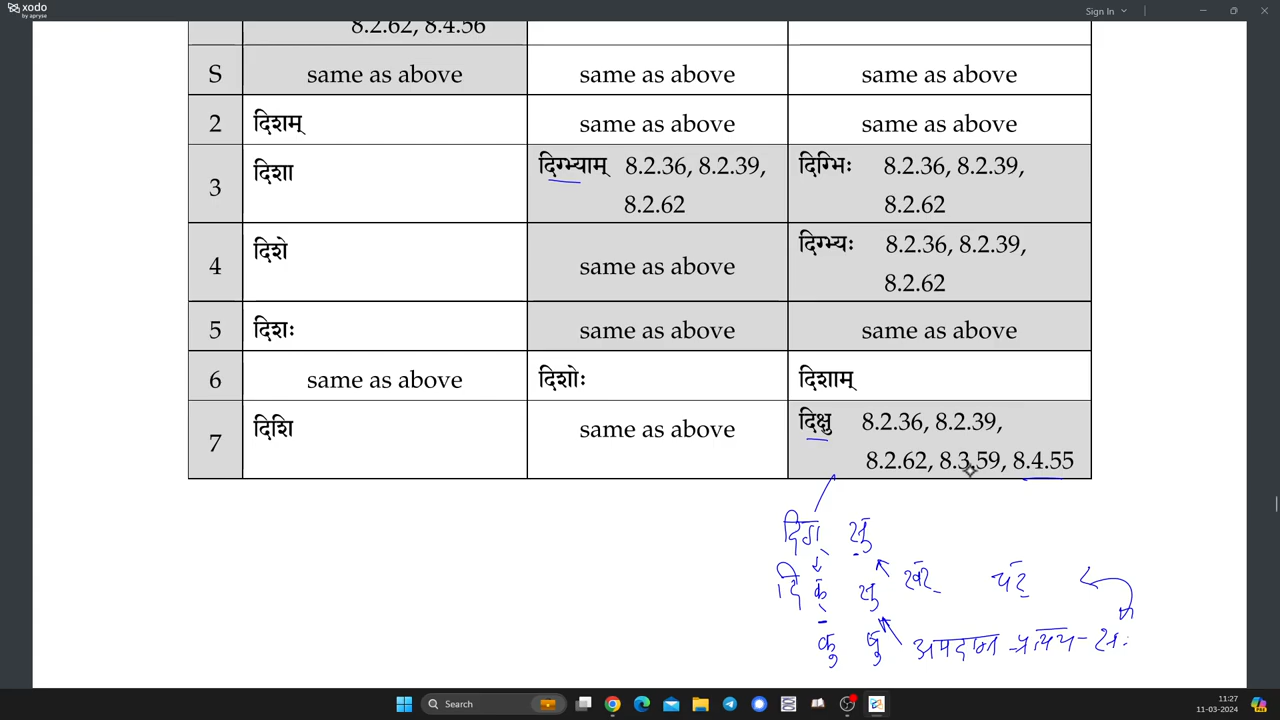 xodo
by apryse
Sign In
8.2.62, 8.4.56
S same as above same as above same as above
2 दिशम् same as above same as above
3 दिशा दिग्भ्याम् 8.2.36, 8.2.39, 8.2.62 दिग्भिः 8.2.36, 8.2.39, 8.2.62
4 दिशे same as above दिग्भ्यः 8.2.36, 8.2.39, 8.2.62
5 दिशः same as above same as above
6 same as above दिशोः दिशाम्
7 दिशि same as above दिक्षु 8.2.36, 8.2.39,
8.2.62, 8.3.59, 8.4.55
दिग् सु
दि क् सु खर् चर्
क् षु अपदान्त प्रत्यय-
Search
11:27
11-03-2024